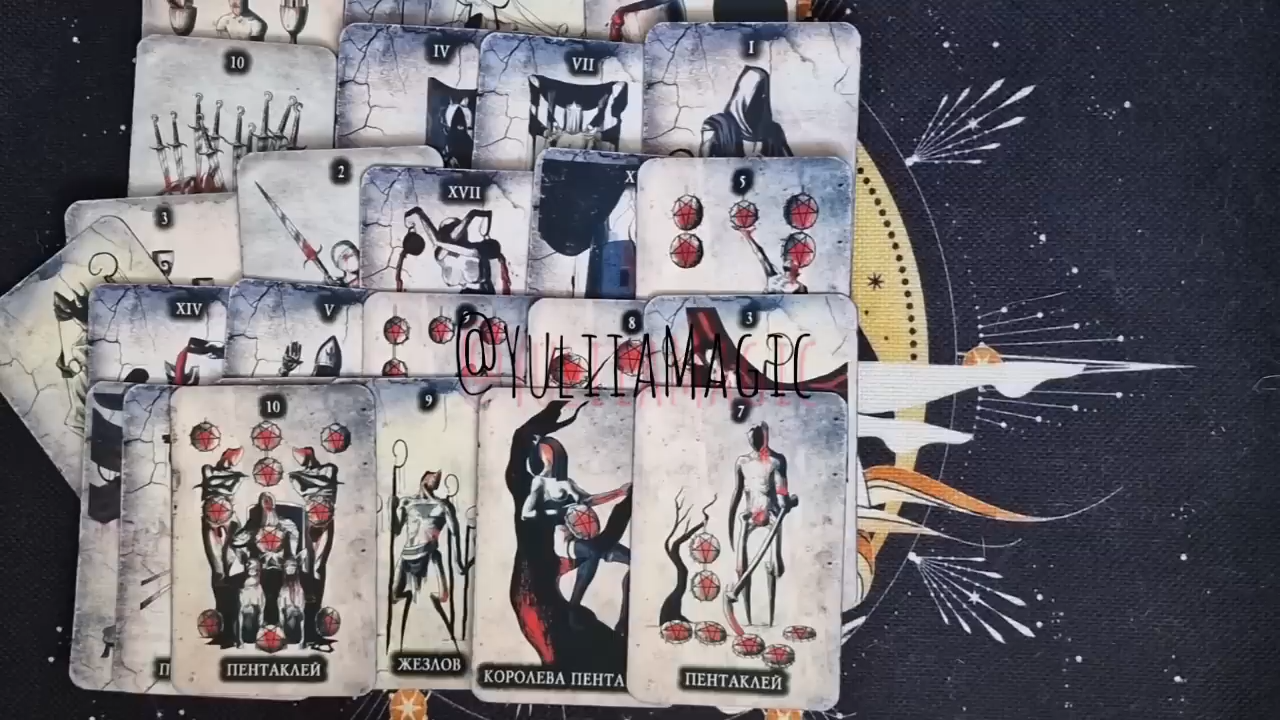 10
IV
VII
I
2
XVII
X
5
3
XIV
V
5
8
3
@YULIIAMAGIC
10
9
7
ПЕНТАКЛЕЙ
ЖЕЗЛОВ
КОРОЛЕВА ПЕНТА
ПЕНТАКЛЕЙ